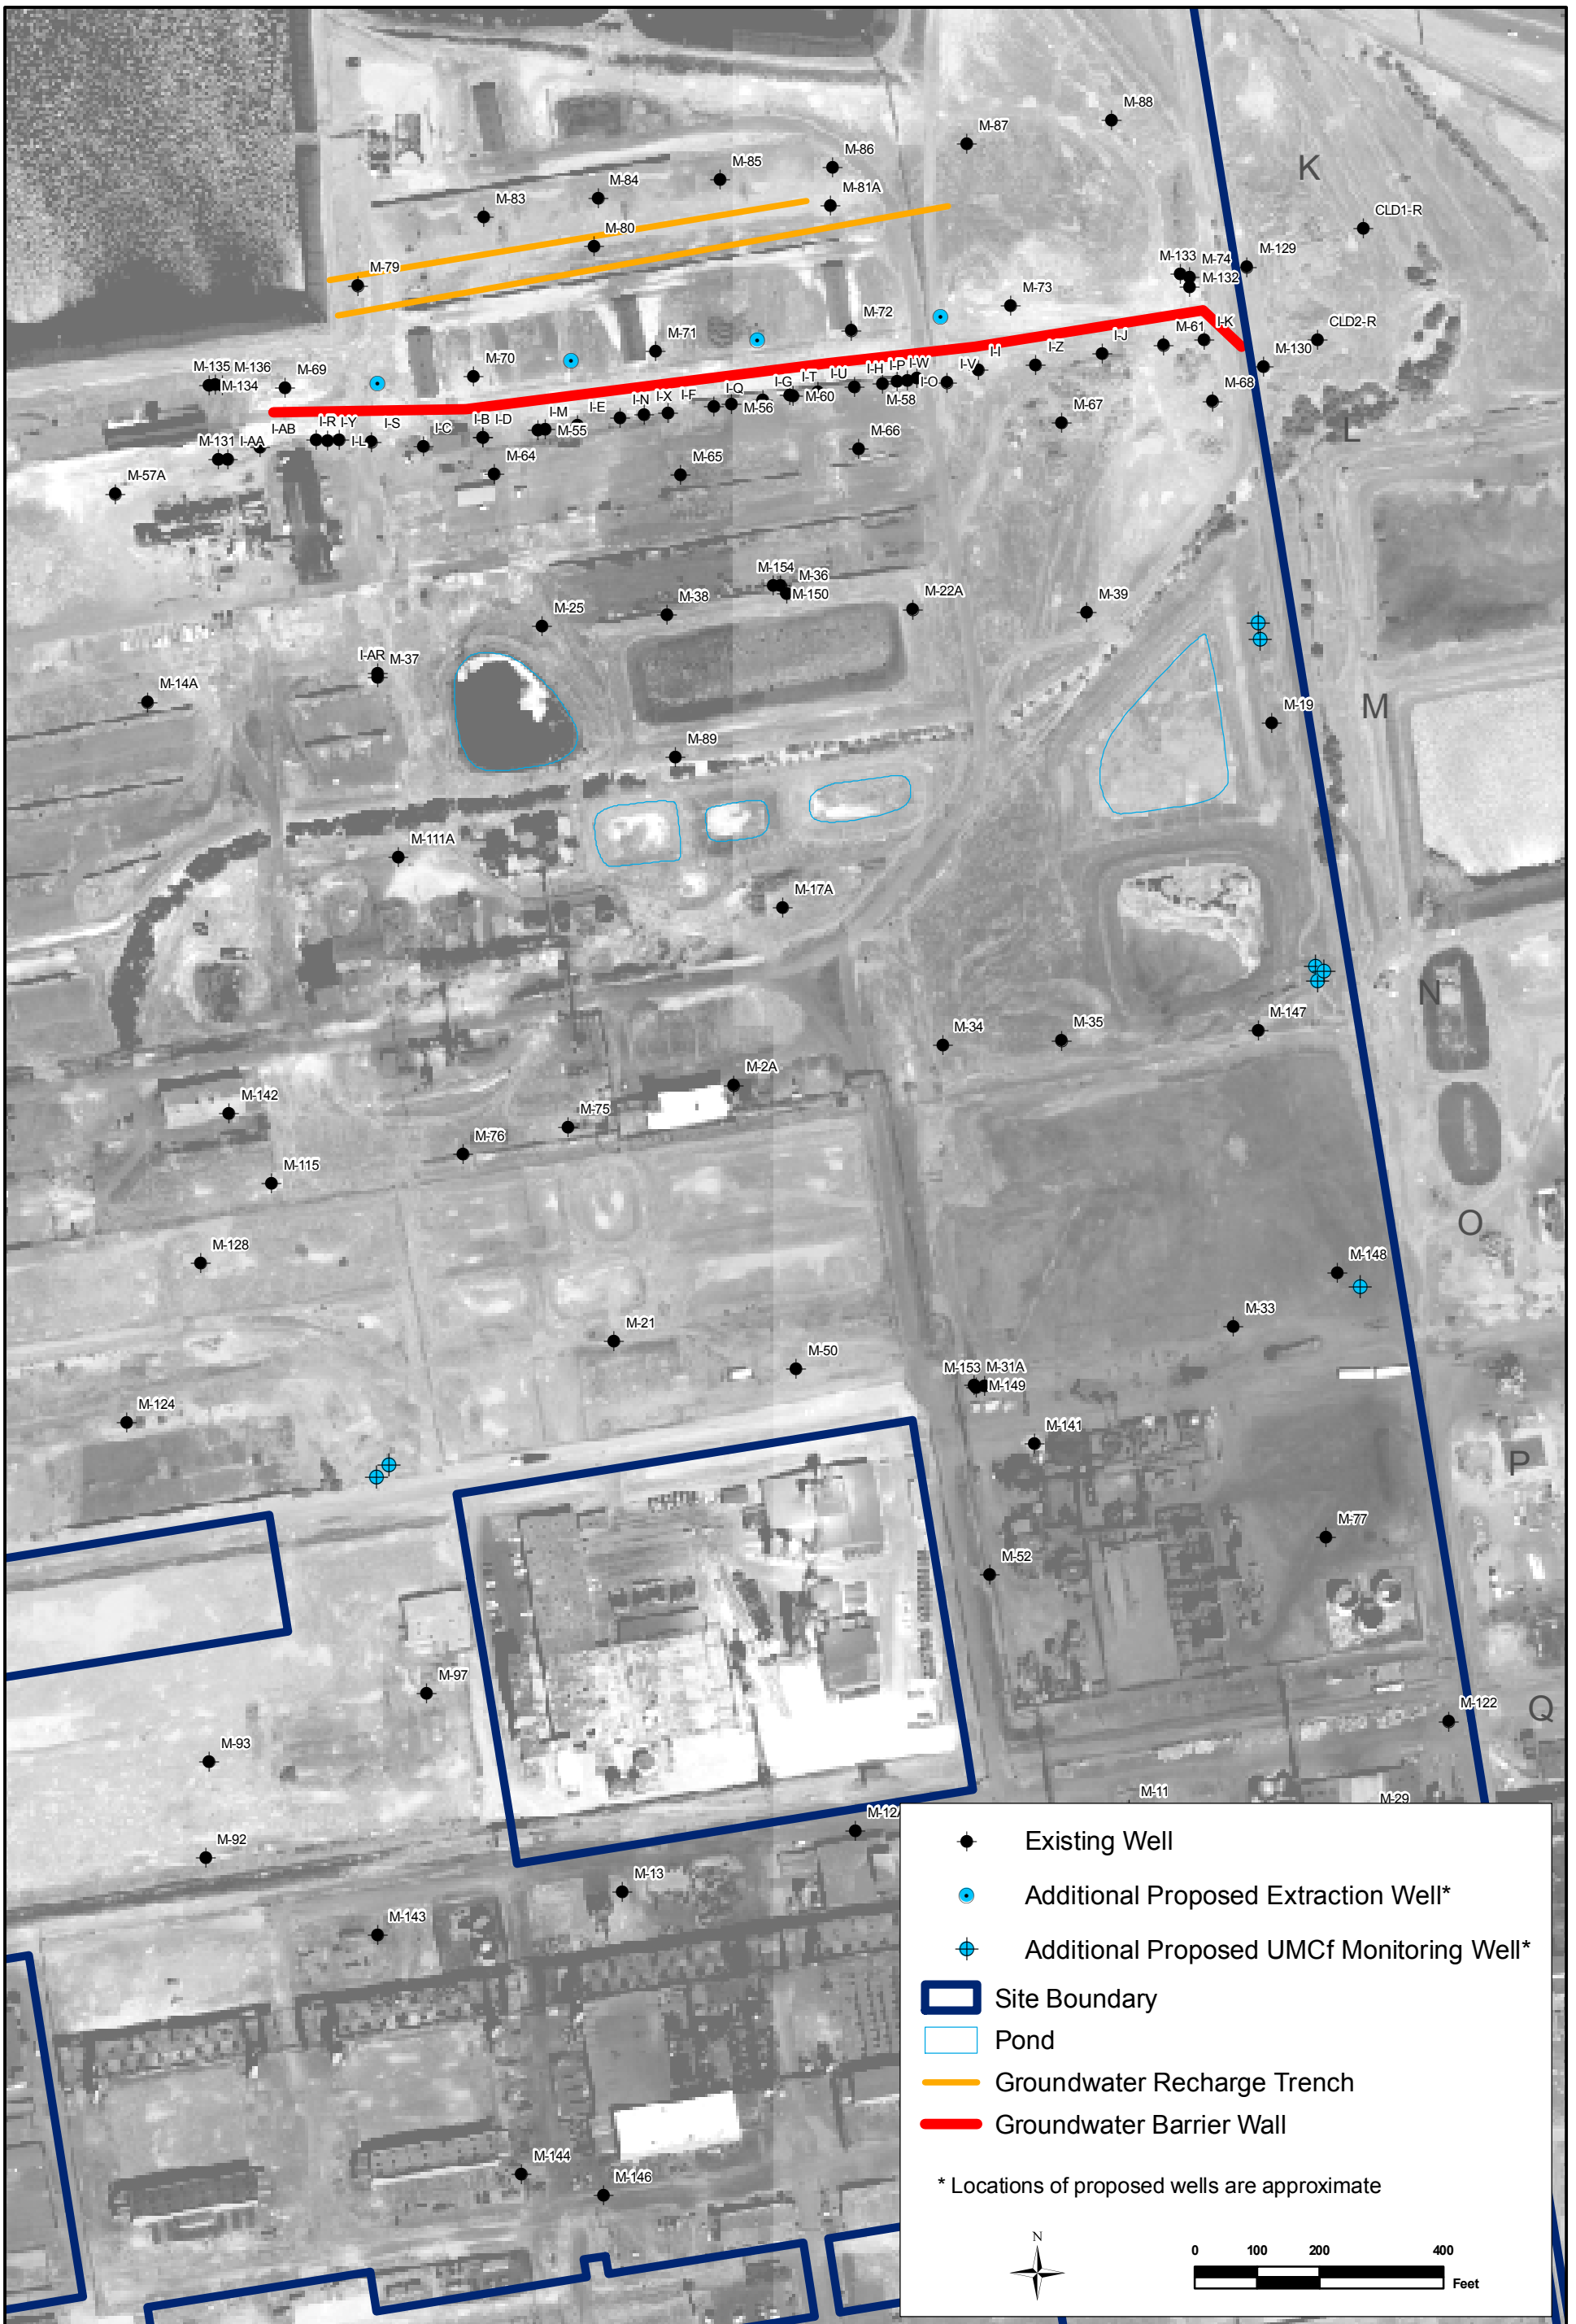 M-88
M-87
M-86
K
M-85
M-84
M-81A
M-83
CLD1-R
M-80
M-133
M-74
M-129
M-79
M-132
M-73
I-K
CLD2-R
M-72
M-61
M-71
I-J
I-I
I-Z
M-130
M-135
M-136
M-69
M-70
I-V
M-134
I-W
I-P
I-H
I-U
I-T
I-G
I-O
M-68
M-60
M-58
I-Q
M-56
I-F
I-X
I-N
I-E
I-M
M-55
M-67
I-AB
I-R
I-Y
I-S
I-C
I-B
I-D
L
M-131
I-AA
I-L
M-66
M-64
M-65
M-57A
M-154
M-36
M-150
M-22A
M-39
M-38
M-25
I-AR
M-37
M-14A
M-19
M
M-89
M-111A
M-17A
N
M-147
M-34
M-35
M-2A
M-142
M-75
M-76
M-115
O
M-128
M-148
M-33
M-21
M-50
M-153
M-31A
M-149
M-124
M-141
P
M-77
M-52
M-97
M-122
Q
M-93
M-11
M-29
M-12A
M-92
M-13
M-143
M-144
M-146
Existing Well
Additional Proposed Extraction Well*
Additional Proposed UMCf Monitoring Well*
Site Boundary
Pond
Groundwater Recharge Trench
Groundwater Barrier Wall
* Locations of proposed wells are approximate
N
0 100 200 400
Feet